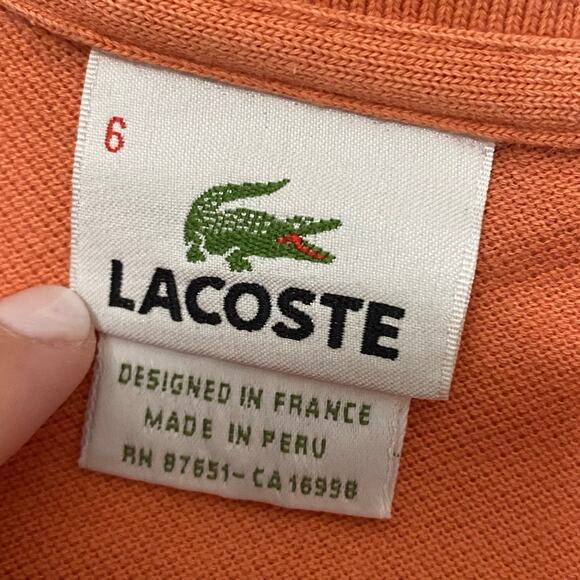 6
LACOSTE
DESIGNED IN FRANCE
MADE IN PERU
RN 87651-CA 16998